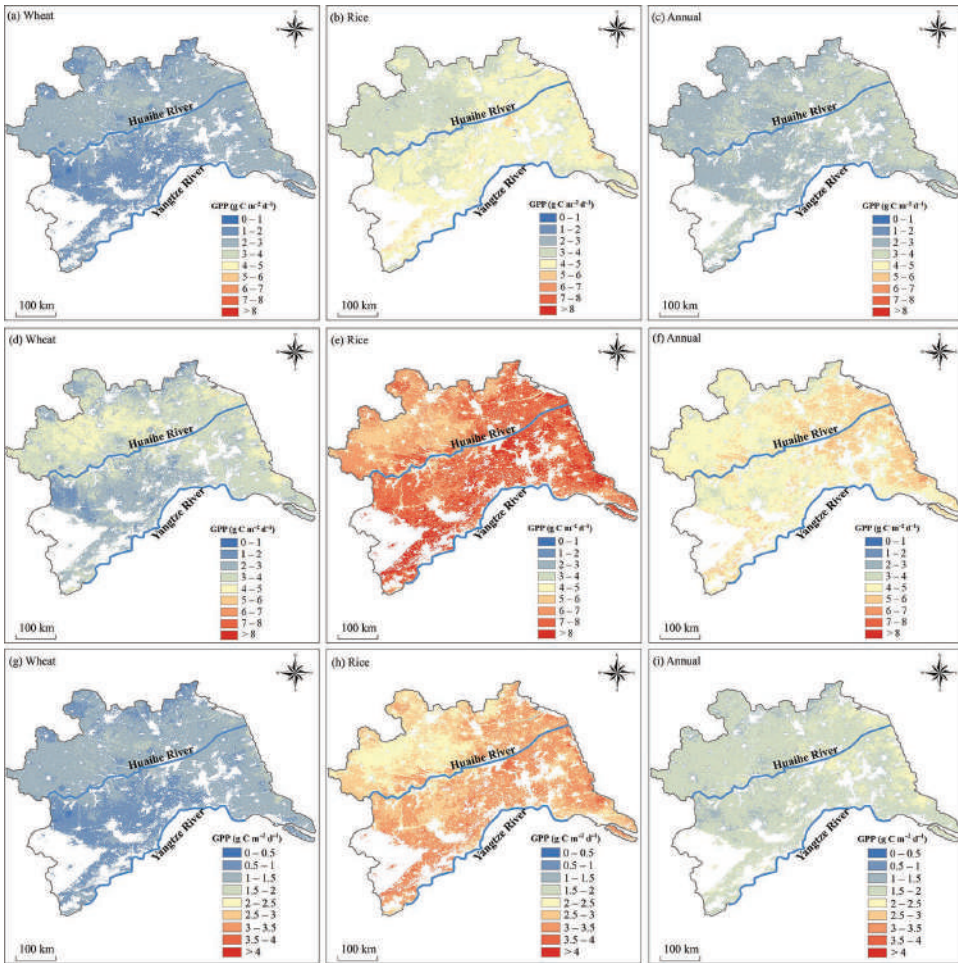 (a) Wheat
Huaihe River
Yangtze River
GPP (g C m⁻² d⁻¹)
0 – 1
1 – 2
2 – 3
3 – 4
4 – 5
5 – 6
6 – 7
7 – 8
> 8
100 km
(b) Rice
Huaihe River
Yangtze River
GPP (g C m⁻² d⁻¹)
0 – 1
1 – 2
2 – 3
3 – 4
4 – 5
5 – 6
6 – 7
7 – 8
> 8
100 km
(c) Annual
Huaihe River
Yangtze River
GPP (g C m⁻² d⁻¹)
0 – 1
1 – 2
2 – 3
3 – 4
4 – 5
5 – 6
6 – 7
7 – 8
> 8
100 km
(d) Wheat
Huaihe River
Yangtze River
GPP (g C m⁻² d⁻¹)
0 – 1
1 – 2
2 – 3
3 – 4
4 – 5
5 – 6
6 – 7
7 – 8
> 8
100 km
(e) Rice
Huaihe River
Yangtze River
GPP (g C m⁻² d⁻¹)
0 – 1
1 – 2
2 – 3
3 – 4
4 – 5
5 – 6
6 – 7
7 – 8
> 8
100 km
(f) Annual
Huaihe River
Yangtze River
GPP (g C m⁻² d⁻¹)
0 – 1
1 – 2
2 – 3
3 – 4
4 – 5
5 – 6
6 – 7
7 – 8
> 8
100 km
(g) Wheat
Huaihe River
Yangtze River
GPP (g C m⁻² d⁻¹)
0 – 0.5
0.5 – 1
1 – 1.5
1.5 – 2
2 – 2.5
2.5 – 3
3 – 3.5
3.5 – 4
> 4
100 km
(h) Rice
Huaihe River
Yangtze River
GPP (g C m⁻² d⁻¹)
0 – 0.5
0.5 – 1
1 – 1.5
1.5 – 2
2 – 2.5
2.5 – 3
3 – 3.5
3.5 – 4
> 4
100 km
(i) Annual
Huaihe River
Yangtze River
GPP (g C m⁻² d⁻¹)
0 – 0.5
0.5 – 1
1 – 1.5
1.5 – 2
2 – 2.5
2.5 – 3
3 – 3.5
3.5 – 4
> 4
100 km